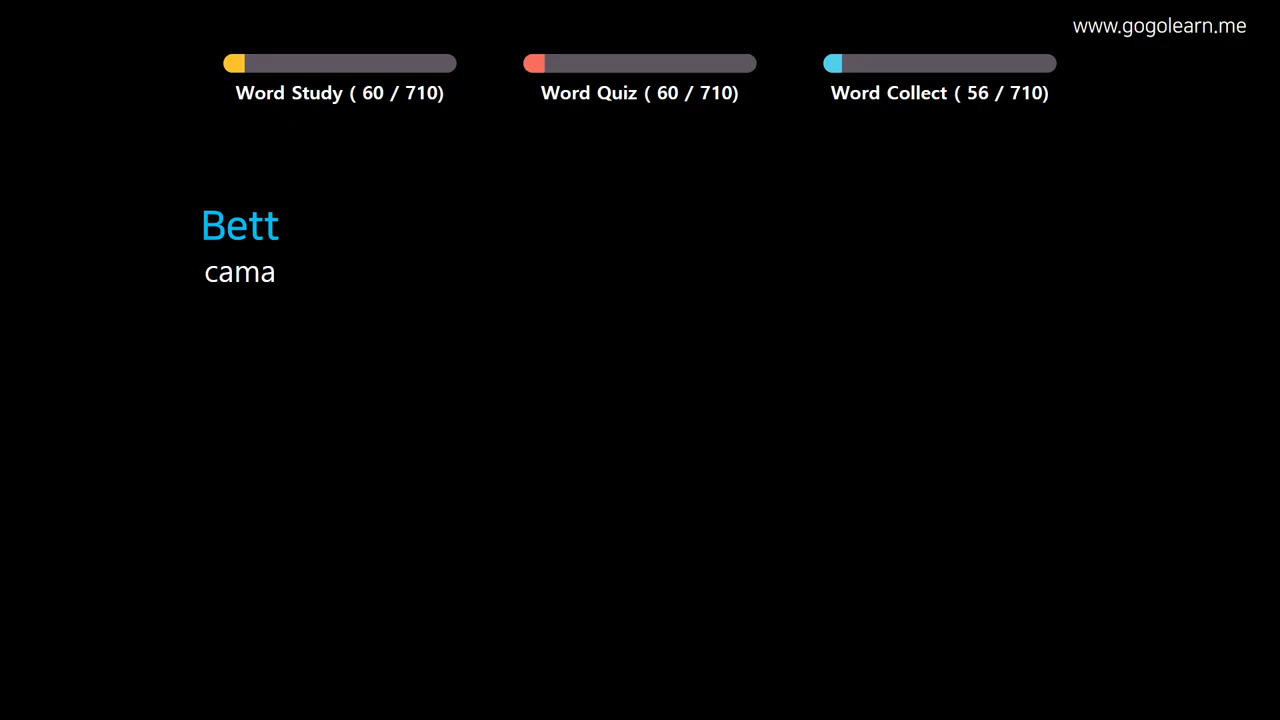 www.gogolearn.me
Word Study ( 60 / 710)
Word Quiz ( 60 / 710)
Word Collect ( 56 / 710)
Bett
cama